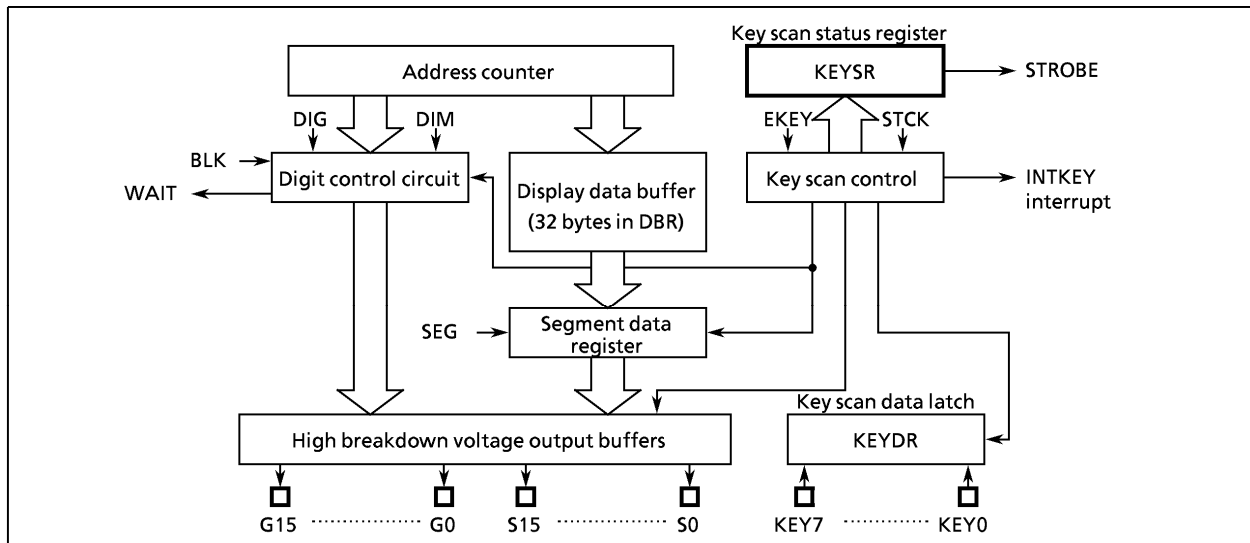 Key scan status register
Address counter
KEYSR
STROBE
DIG
DIM
EKEY
STCK
BLK
WAIT
Digit control circuit
Display data buffer
(32 bytes in DBR)
Key scan control
INTKEY
interrupt
SEG
Segment data
register
Key scan data latch
High breakdown voltage output buffers
KEYDR
G15 ............... G0
S15 ............... S0
KEY7 ............... KEY0